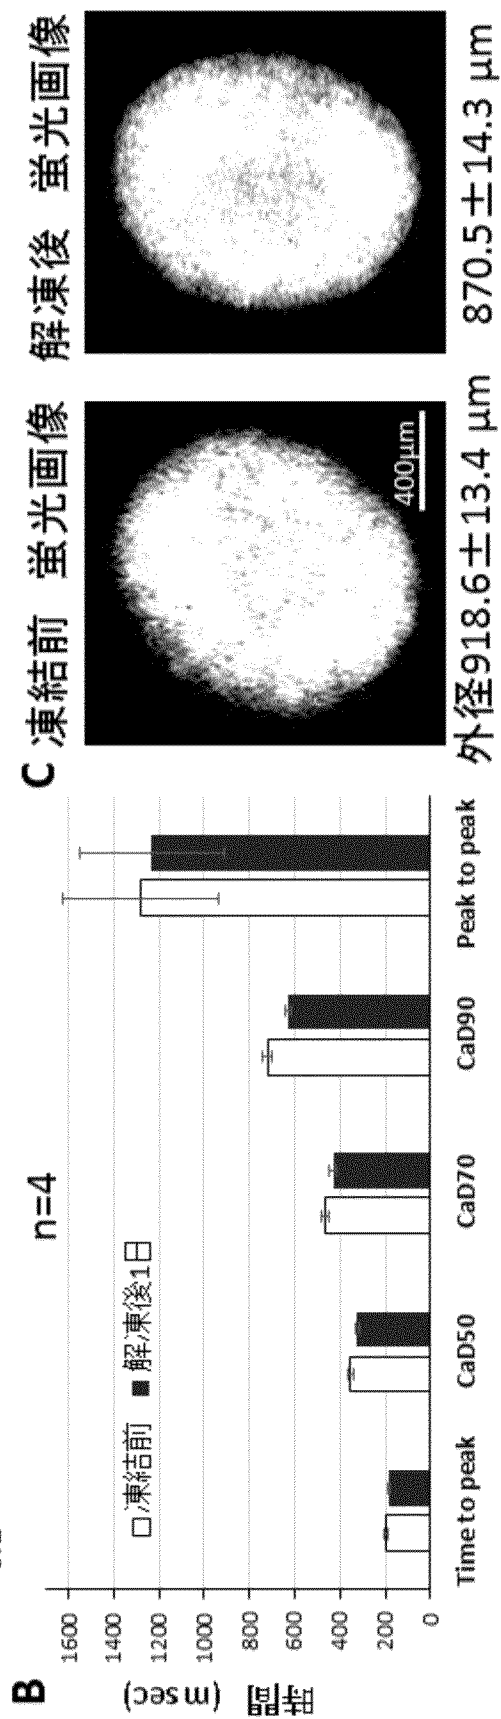 B
n=4
時間
(msec)
1600
1400
1200
1000
800
600
400
200
0
□凍結前 ■解凍後1日
Time to peak CaD50 CaD70 CaD90 Peak to peak
C
凍結前 蛍光画像 解凍後 蛍光画像
400μm
外径918.6±13.4 μm 870.5±14.3 μm